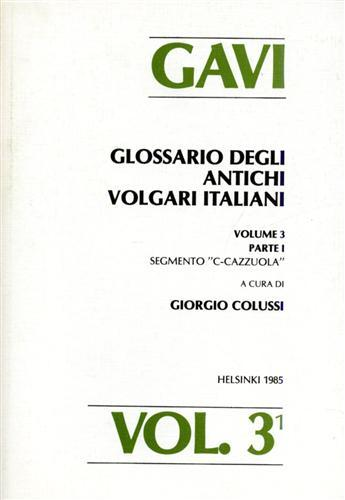 GAVI
GLOSSARIO DEGLI
ANTICHI
VOLGARI ITALIANI
VOLUME 3
PARTE I
SEGMENTO "C-CAZZUOLA"
A CURA DI
GIORGIO COLUSSI
HELSINKI 1985
VOL. 3¹